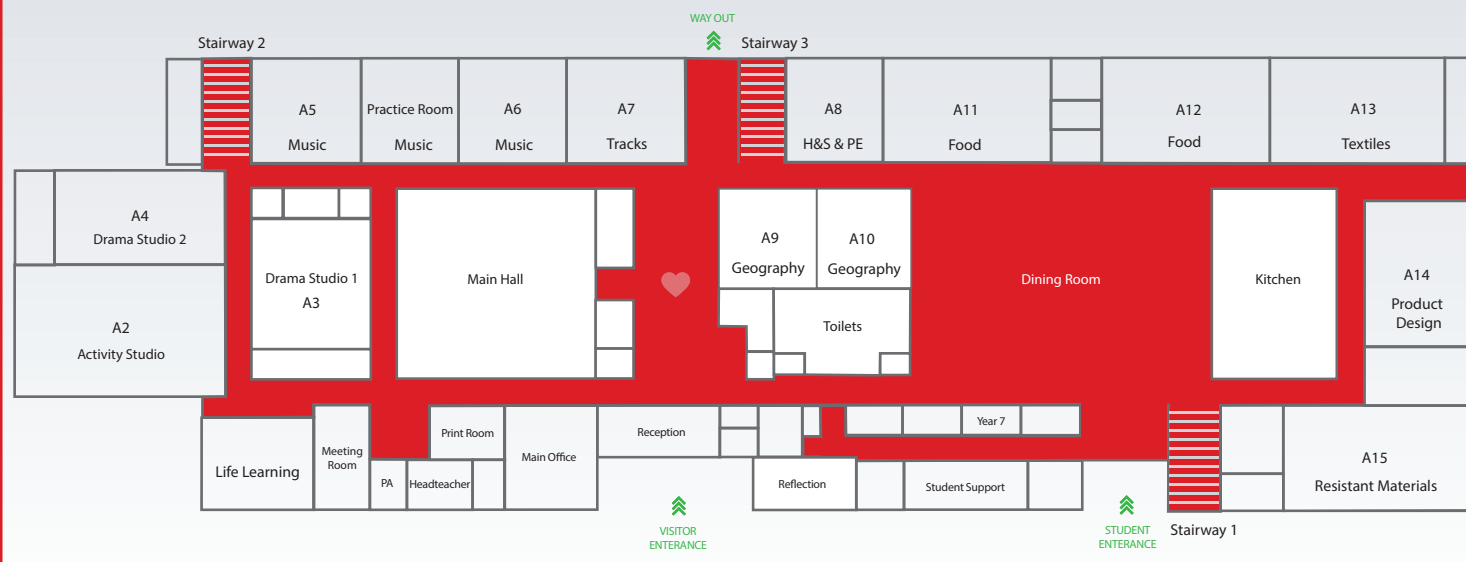 WAY OUT
Stairway 2
Stairway 3
A5
Music
Practice Room
Music
A6
Music
A7
Tracks
A8
H&S & PE
A11
Food
A12
Food
A13
Textiles
A4
Drama Studio 2
A2
Activity Studio
Drama Studio 1
A3
Main Hall
A9
Geography
A10
Geography
Toilets
Dining Room
Kitchen
A14
Product
Design
Life Learning
Meeting
Room
PA
Print Room
Headteacher
Main Office
Reception
Reflection
Year 7
Student Support
A15
Resistant Materials
VISITOR
ENTERANCE
STUDENT
ENTERANCE
Stairway 1